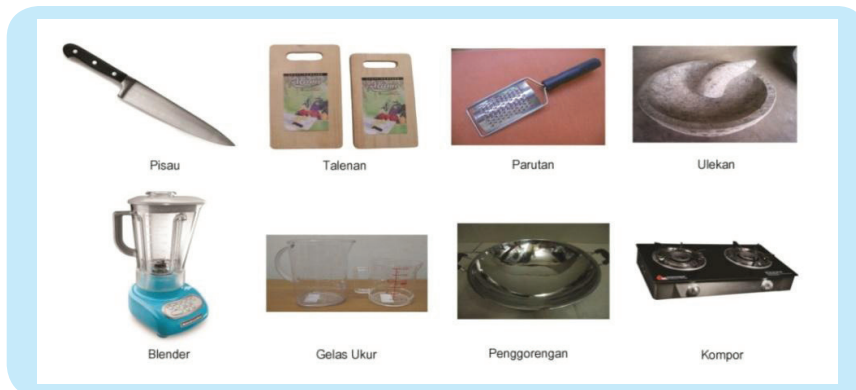 Pisau
Talenan
Parutan
Ulekan
Blender
Gelas Ukur
Penggorengan
Kompor